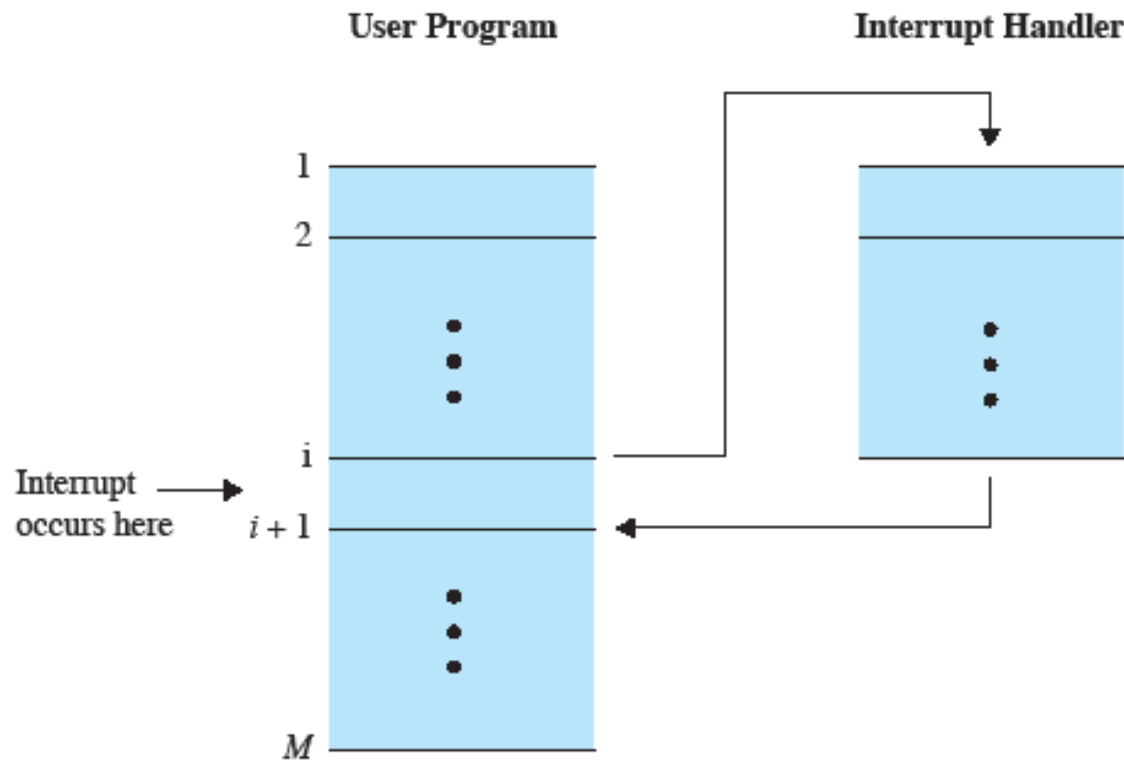 User Program
Interrupt Handler
1
2
i
Interrupt
occurs here
i + 1
M